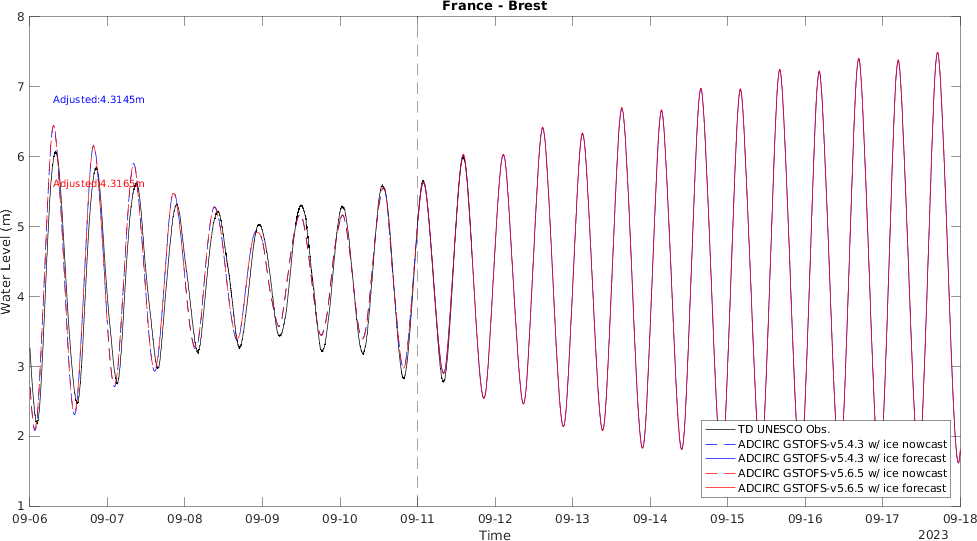 France - Brest
8
7
6
5
4
3
2
1
Water Level (m)
Adjusted:4.3145m
Adjusted:4.3165m
TD UNESCO Obs.
ADCIRC GSTOFS-v5.4.3 w/ ice nowcast
ADCIRC GSTOFS-v5.4.3 w/ ice forecast
ADCIRC GSTOFS-v5.6.5 w/ ice nowcast
ADCIRC GSTOFS-v5.6.5 w/ ice forecast
09-06 09-07 09-08 09-09 09-10 09-11 09-12 09-13 09-14 09-15 09-16 09-17 09-18
Time
2023